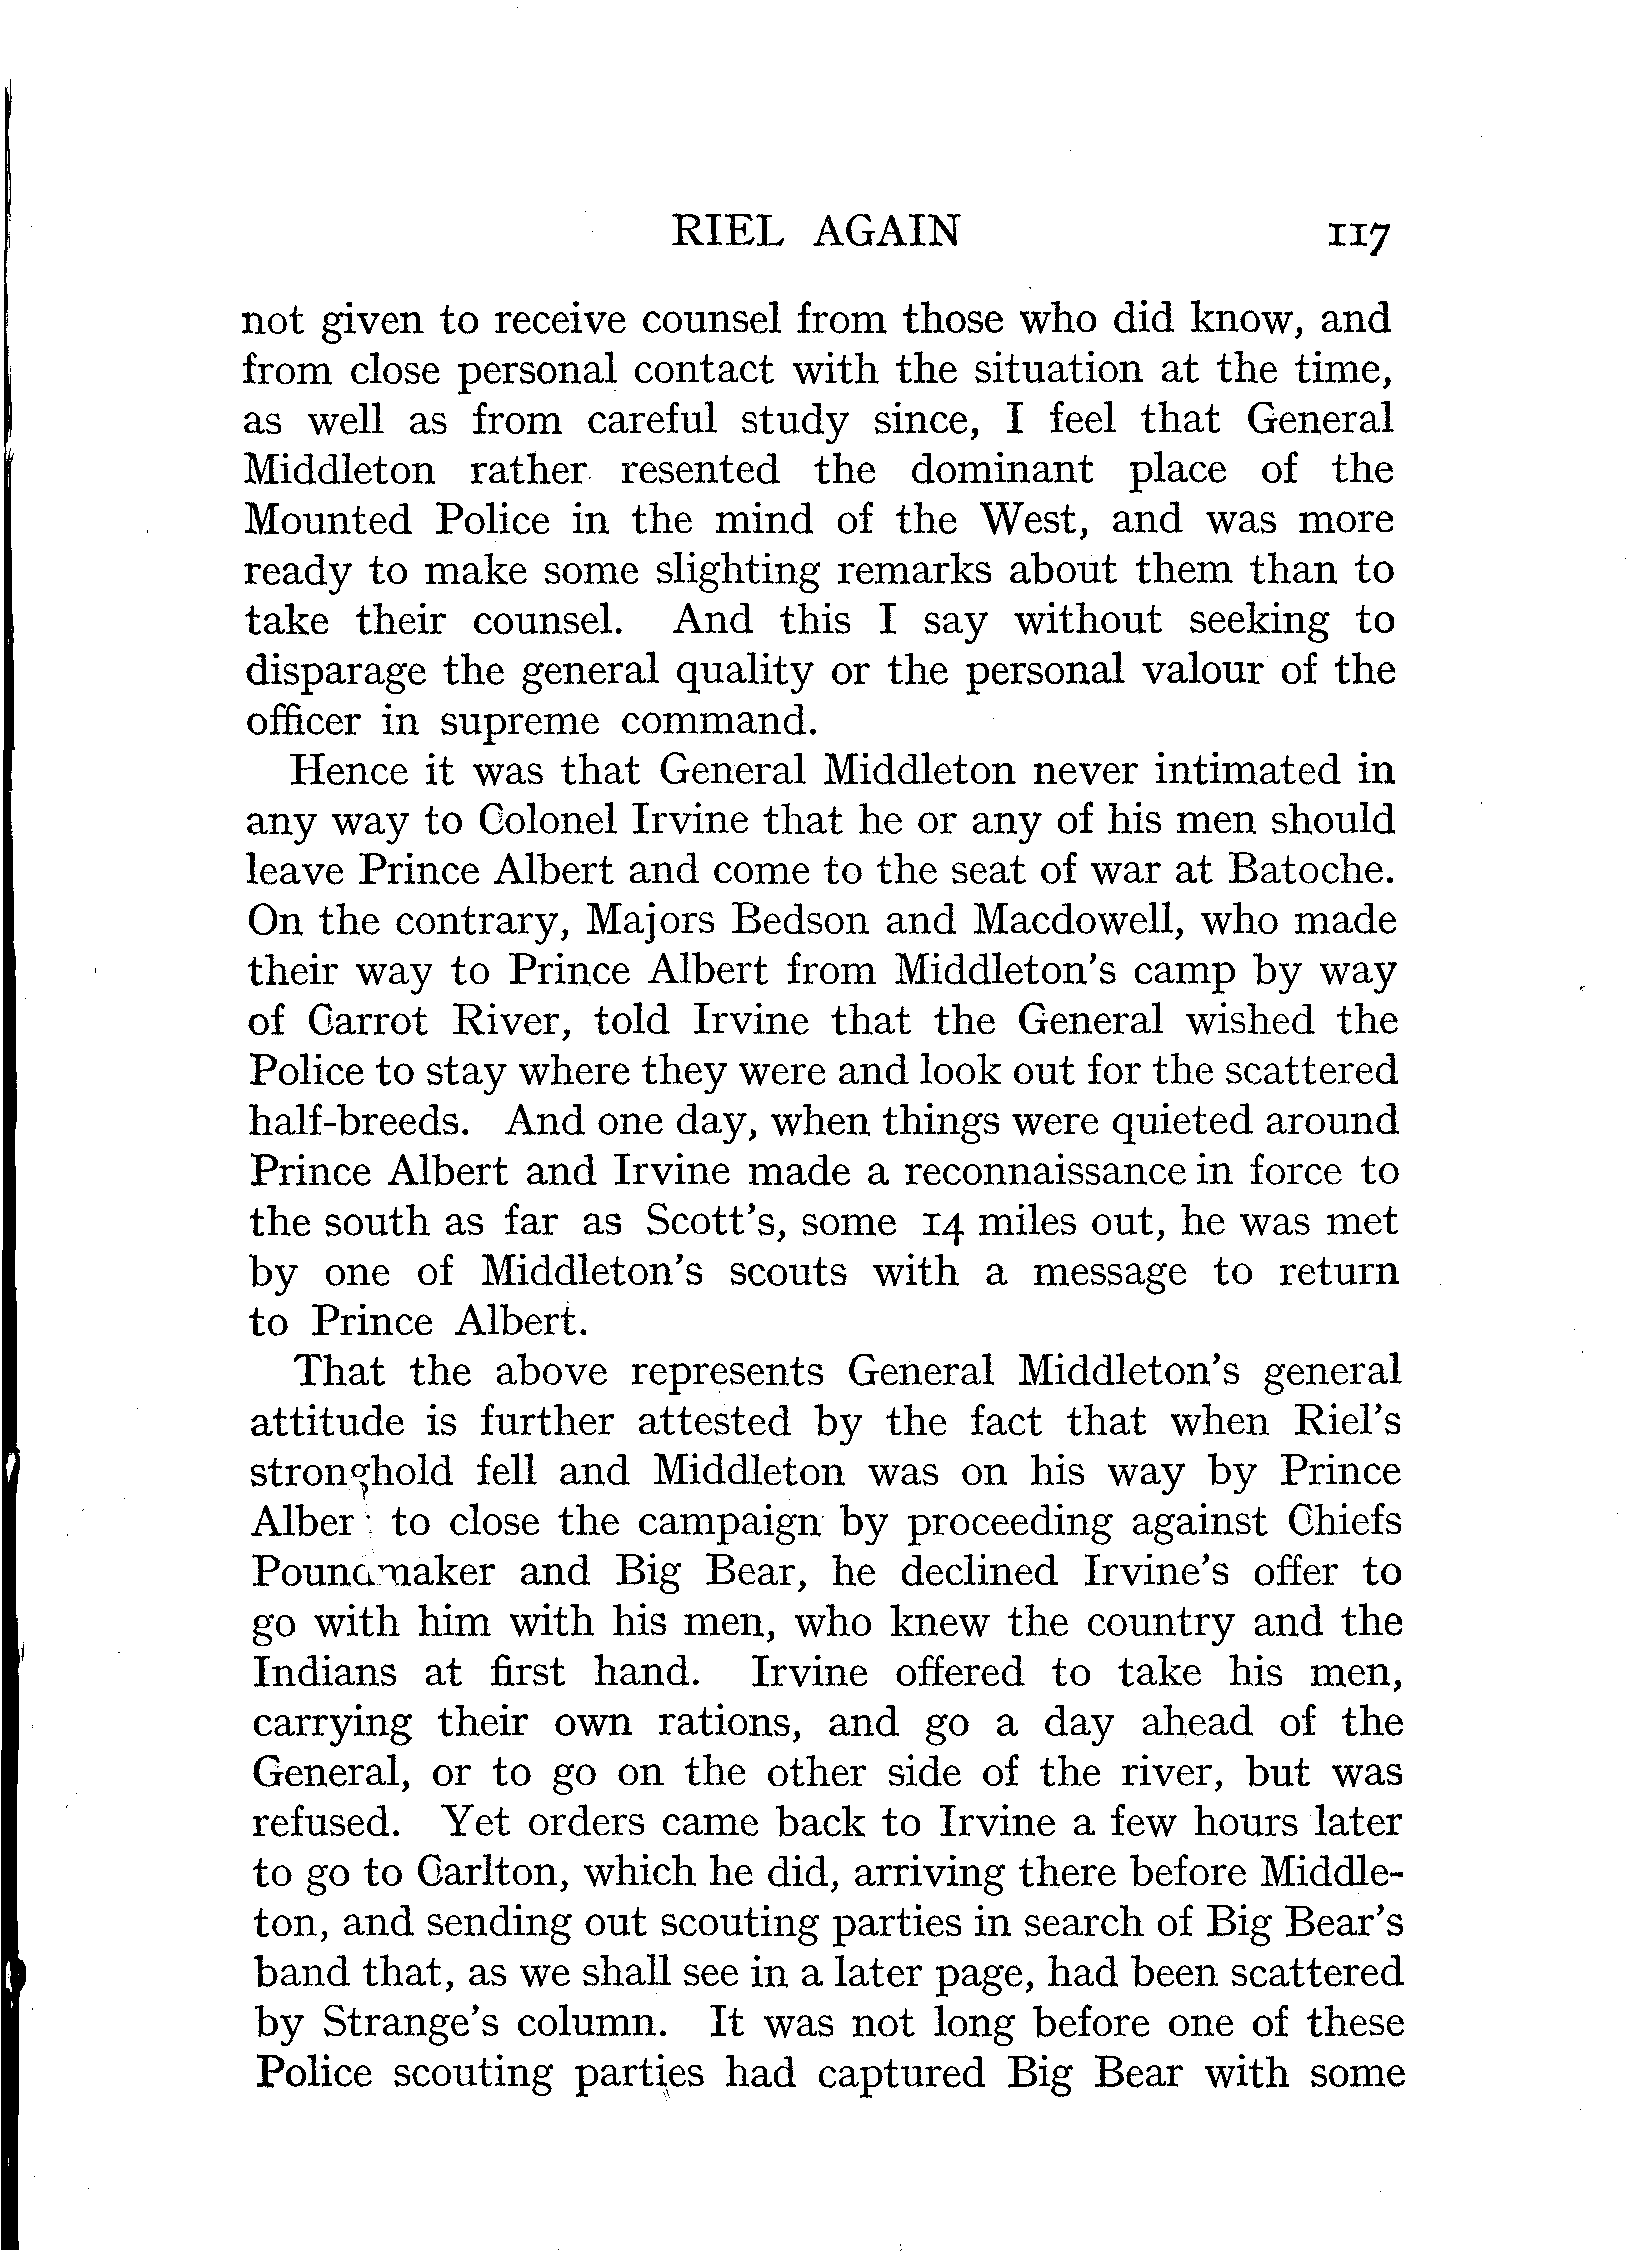 RIEL AGAIN 117
not given to receive counsel from those who did know, and
from close personal contact with the situation at the time,
as well as from careful study since, I feel that General
Middleton rather resented the dominant place of the
Mounted Police in the mind of the West, and was more
ready to make some slighting remarks about them than to
take their counsel. And this I say without seeking to
disparage the general quality or the personal valour of the
officer in supreme command.
Hence it was that General Middleton never intimated in
any way to Colonel Irvine that he or any of his men should
leave Prince Albert and come to the seat of war at Batoche.
On the contrary, Majors Bedson and Macdowell, who made
their way to Prince Albert from Middleton's camp by way
of Carrot River, told Irvine that the General wished the
Police to stay where they were and look out for the scattered
half-breeds. And one day, when things were quieted around
Prince Albert and Irvine made a reconnaissance in force to
the south as far as Scott's, some 14 miles out, he was met
by one of Middleton's scouts with a message to return
to Prince Albert.
That the above represents General Middleton's general
attitude is further attested by the fact that when Riel's
stronghold fell and Middleton was on his way by Prince
Albert to close the campaign by proceeding against Chiefs
Poundmaker and Big Bear, he declined Irvine's offer to
go with him with his men, who knew the country and the
Indians at first hand. Irvine offered to take his men,
carrying their own rations, and go a day ahead of the
General, or to go on the other side of the river, but was
refused. Yet orders came back to Irvine a few hours later
to go to Carlton, which he did, arriving there before Middle-
ton, and sending out scouting parties in search of Big Bear's
band that, as we shall see in a later page, had been scattered
by Strange's column. It was not long before one of these
Police scouting parties had captured Big Bear with some